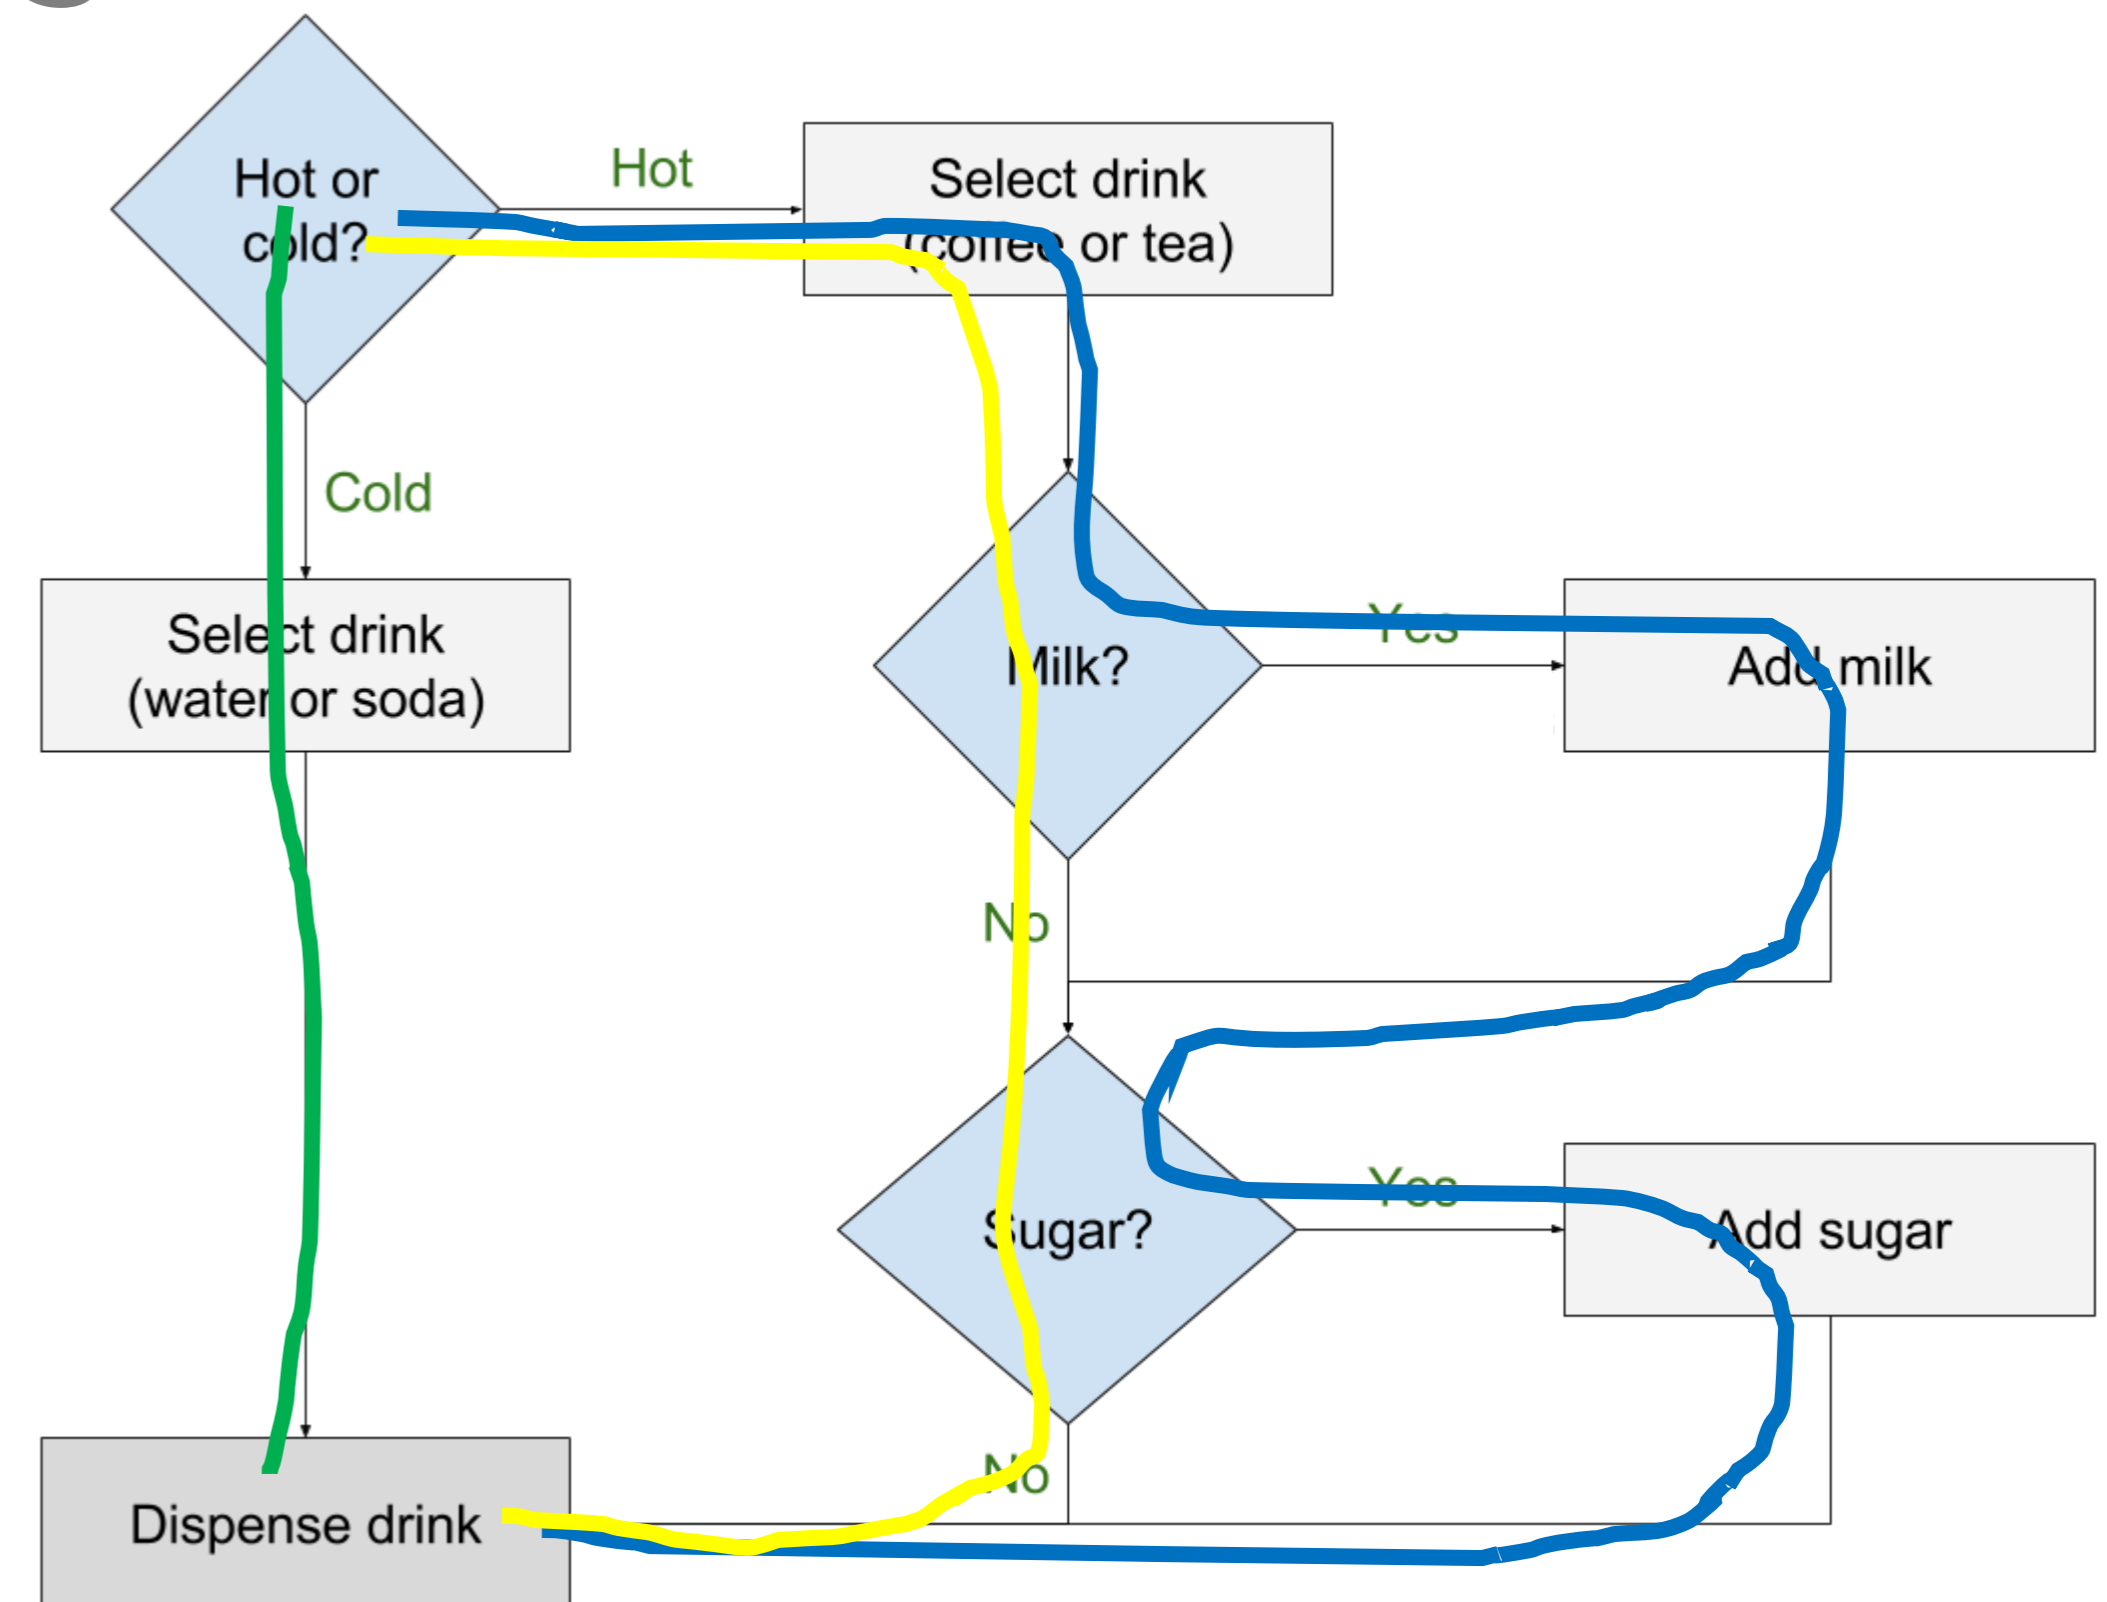 Hot or
cold?
Hot
Select drink
(coffee or tea)
Cold
Select drink
(water or soda)
Milk?
Yes
Add milk
No
Sugar?
Yes
Add sugar
No
Dispense drink